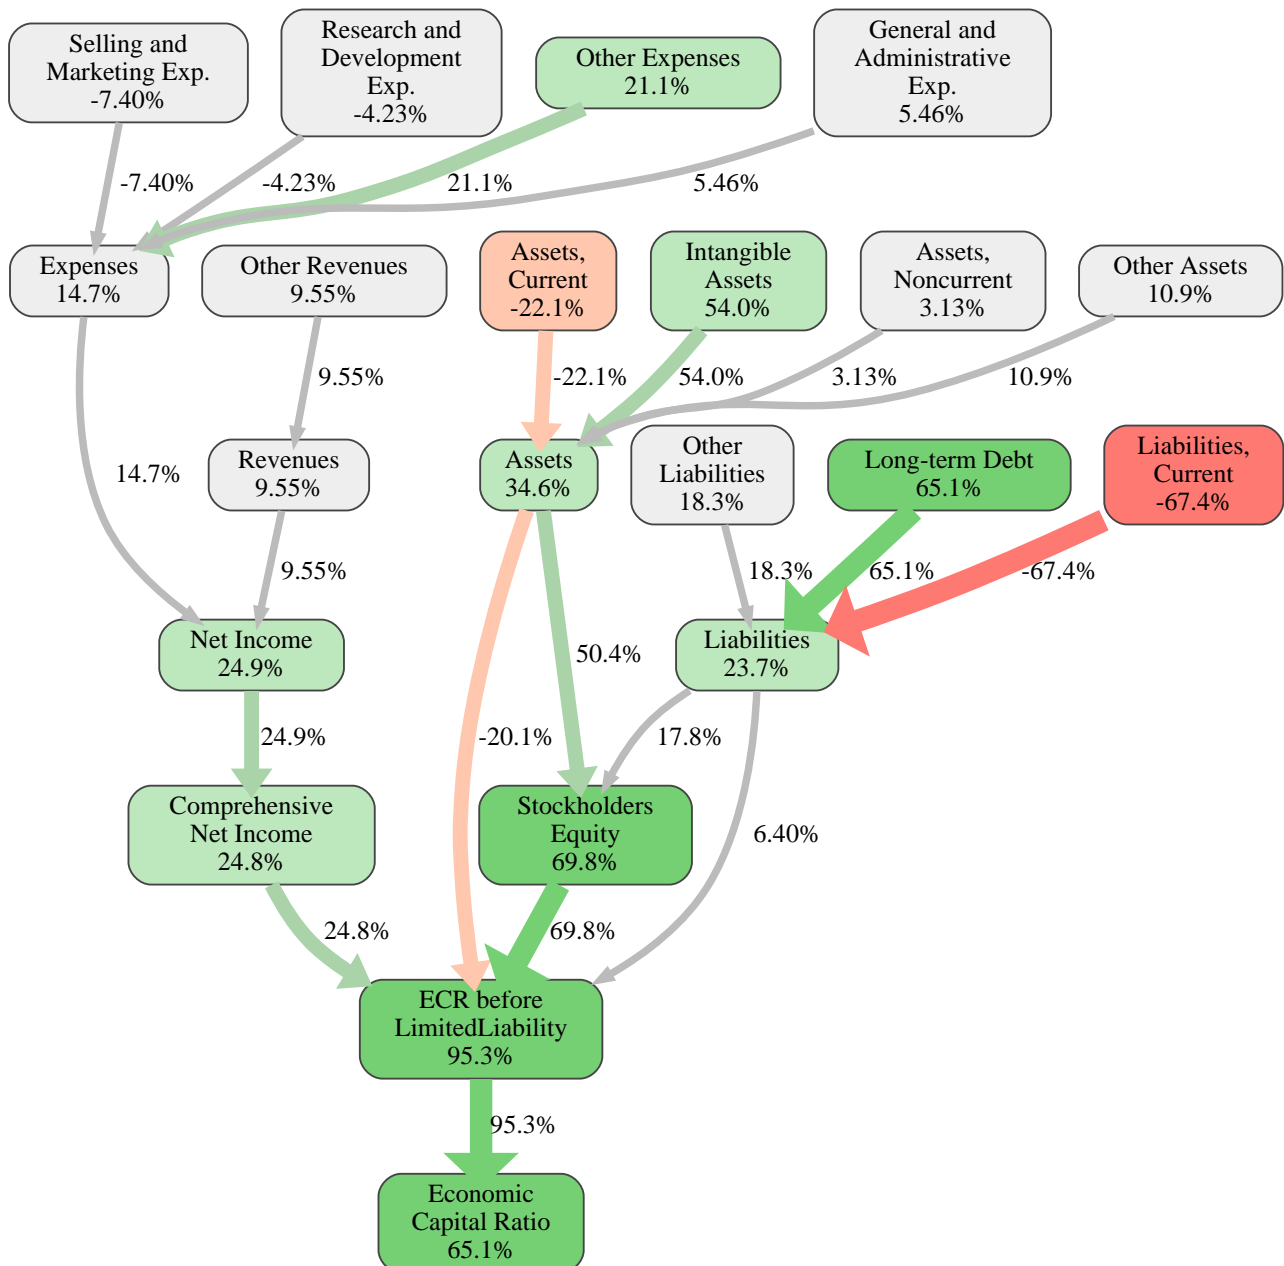 Selling and
Marketing Exp.
-7.40%
Research and
Development
Exp.
-4.23%
Other Expenses
21.1%
General and
Administrative
Exp.
5.46%
-7.40%
-4.23%
21.1%
5.46%
Expenses
14.7%
Other Revenues
9.55%
Assets,
Current
-22.1%
Intangible
Assets
54.0%
Assets,
Noncurrent
3.13%
Other Assets
10.9%
9.55%
-22.1%
54.0%
3.13%
10.9%
14.7%
Revenues
9.55%
Assets
34.6%
Other
Liabilities
18.3%
Long-term Debt
65.1%
Liabilities,
Current
-67.4%
9.55%
50.4%
18.3%
65.1%
-67.4%
Net Income
24.9%
Liabilities
23.7%
24.9%
-20.1%
17.8%
6.40%
Comprehensive
Net Income
24.8%
Stockholders
Equity
69.8%
24.8%
69.8%
ECR before
LimitedLiability
95.3%
95.3%
Economic
Capital Ratio
65.1%